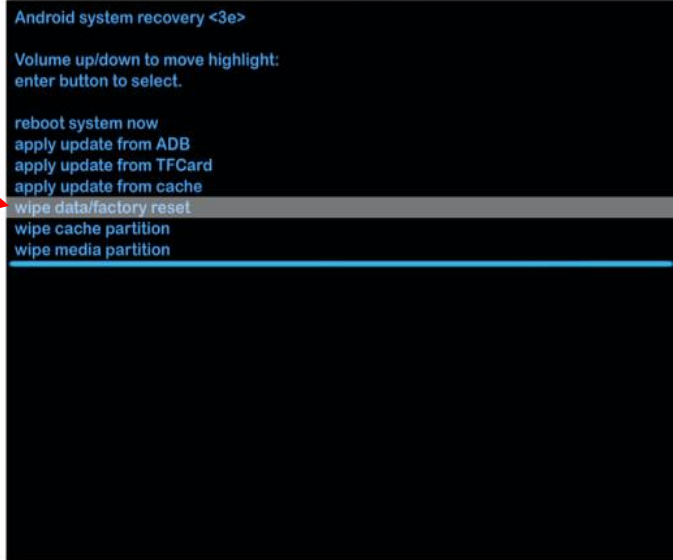 Android system recovery <3e>
Volume up/down to move highlight:
enter button to select.
reboot system now
apply update from ADB
apply update from TFCard
apply update from cache
wipe data/factory reset
wipe cache partition
wipe media partition